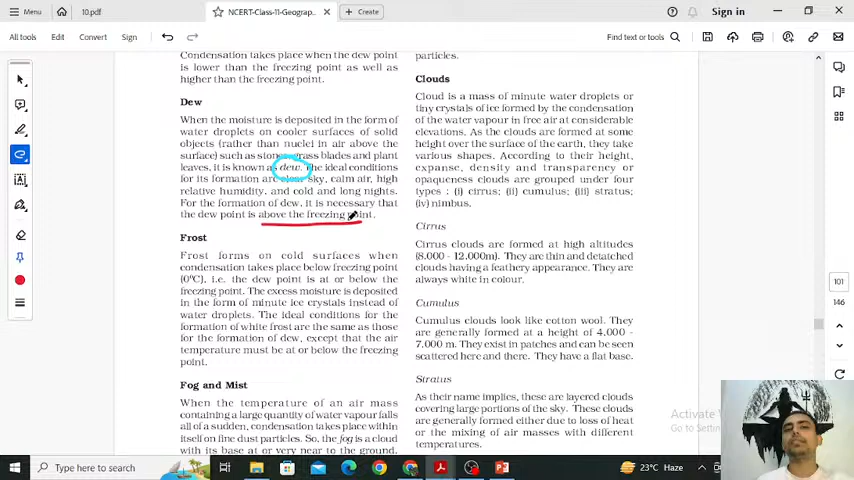 Menu
10.pdf
NCERT-Class-11-Geograp...
Create
Sign in
All tools
Edit
Convert
Sign
Find text or tools
Condensation takes place when the dew point
is lower than the freezing point as well as
higher than the freezing point.
Dew
When the moisture is deposited in the form of
water droplets on cooler surfaces of solid
objects (rather than nuclei in air above the
surface) such as stones, grass blades and plant
leaves, it is known as dew. The ideal conditions
for its formation are clear sky, calm air, high
relative humidity, and cold and long nights.
For the formation of dew, it is necessary that
the dew point is above the freezing point.
Frost
Frost forms on cold surfaces when
condensation takes place below freezing point
(0°C), i.e. the dew point is at or below the
freezing point. The excess moisture is deposited
in the form of minute ice crystals instead of
water droplets. The ideal conditions for the
formation of white frost are the same as those
for the formation of dew, except that the air
temperature must be at or below the freezing
point.
Fog and Mist
When the temperature of an air mass
containing a large quantity of water vapour falls
all of a sudden, condensation takes place within
itself on fine dust particles. So, the fog is a cloud
with its base at or very near to the ground.
particles.
Clouds
Cloud is a mass of minute water droplets or
tiny crystals of ice formed by the condensation
of the water vapour in free air at considerable
elevations. As the clouds are formed at some
height over the surface of the earth, they take
various shapes. According to their height,
expanse, density and transparency or
opaqueness clouds are grouped under four
types : (i) cirrus; (ii) cumulus; (iii) stratus;
(iv) nimbus.
Cirrus
Cirrus clouds are formed at high altitudes
(8,000 - 12,000m). They are thin and detatched
clouds having a feathery appearance. They are
always white in colour.
Cumulus
Cumulus clouds look like cotton wool. They
are generally formed at a height of 4,000 -
7,000 m. They exist in patches and can be seen
scattered here and there. They have a flat base.
Stratus
As their name implies, these are layered clouds
covering large portions of the sky. These clouds
are generally formed either due to loss of heat
or the mixing of air masses with different
temperatures.
101
146
Activate
Go to Setting
Type here to search
23°C Haze